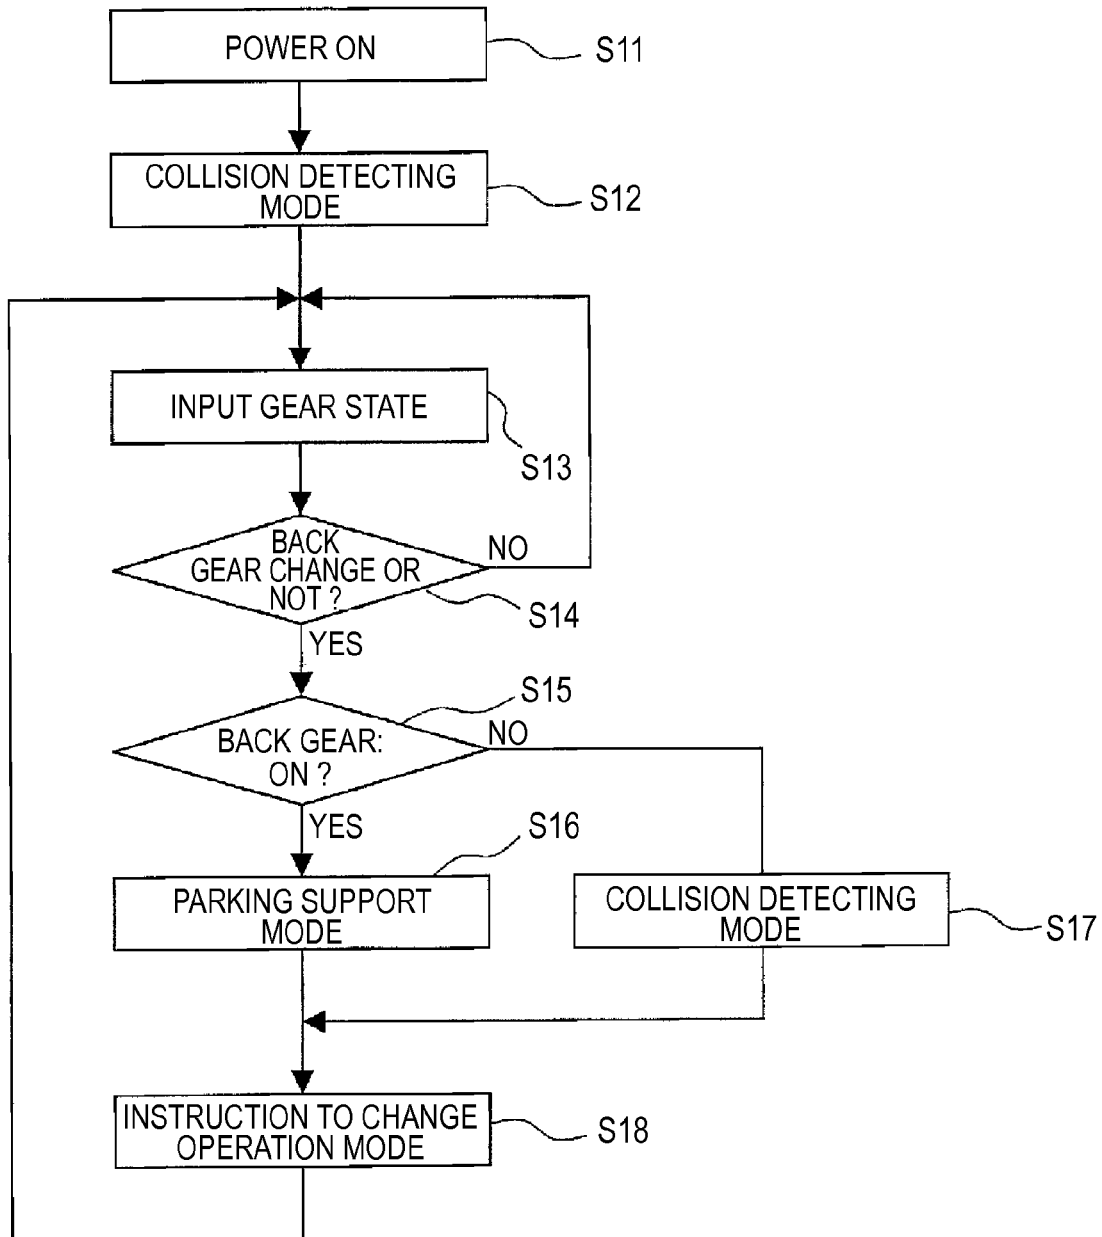 POWER ON
S11
COLLISION DETECTING
MODE
S12
INPUT GEAR STATE
S13
BACK
GEAR CHANGE OR
NOT ?
NO
S14
YES
S15
BACK GEAR:
ON ?
NO
YES
S16
PARKING SUPPORT
MODE
COLLISION DETECTING
MODE
S17
INSTRUCTION TO CHANGE
OPERATION MODE
S18